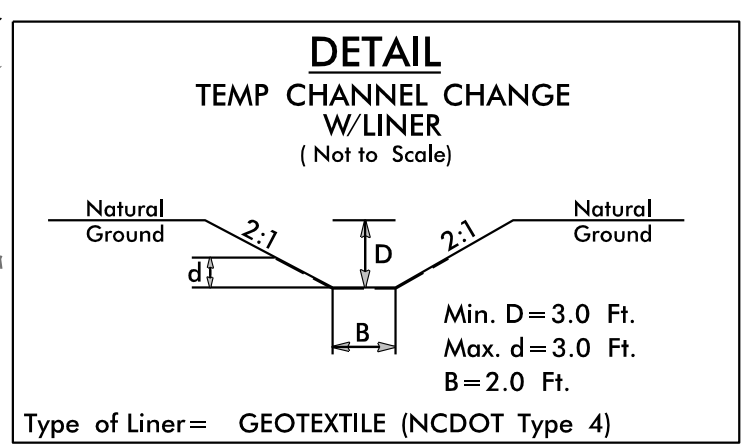 DETAIL
TEMP CHANNEL CHANGE
W/LINER
( Not to Scale)
Natural
Ground
2:1
D
2:1
Natural
Ground
d
B
Min. D=3.0 Ft.
Max. d=3.0 Ft.
B=2.0 Ft.
Type of Liner= GEOTEXTILE (NCDOT Type 4)